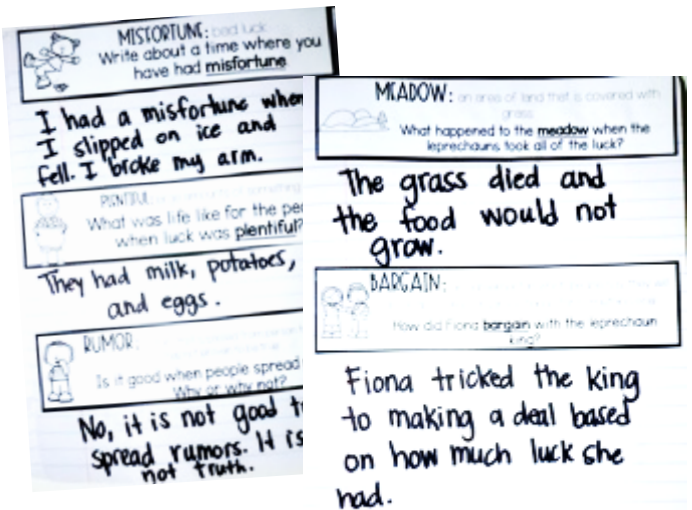 MISFORTUNE: bad luck
Write about a time where you
have had misfortune
I had a misfortune when
I slipped on ice and
fell. I broke my arm.
PLENTIFUL:
What was life like for the
when luck was plentiful?
They had milk, potatoes,
and eggs.
RUMOR:
Is it good when people spread
Why or why not?
No, it is not good
spread rumors. It is
not truth.
MEADOW: an area of land that is covered with
grass
What happened to the meadow when the
leprechauns took all of the luck?
The grass died and
the food would not
grow.
BARGAIN:
How did Fiona bargain with the leprechaun
king?
Fiona tricked the king
to making a deal based
on how much luck she
had.